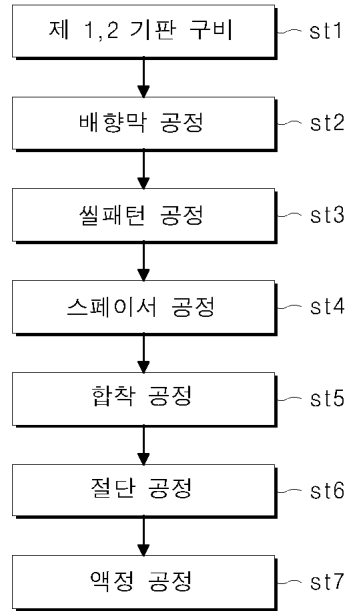 제 1,2 기판 구비 st1
배향막 공정 st2
씰패턴 공정 st3
스페이서 공정 st4
합착 공정 st5
절단 공정 st6
액정 공정 st7